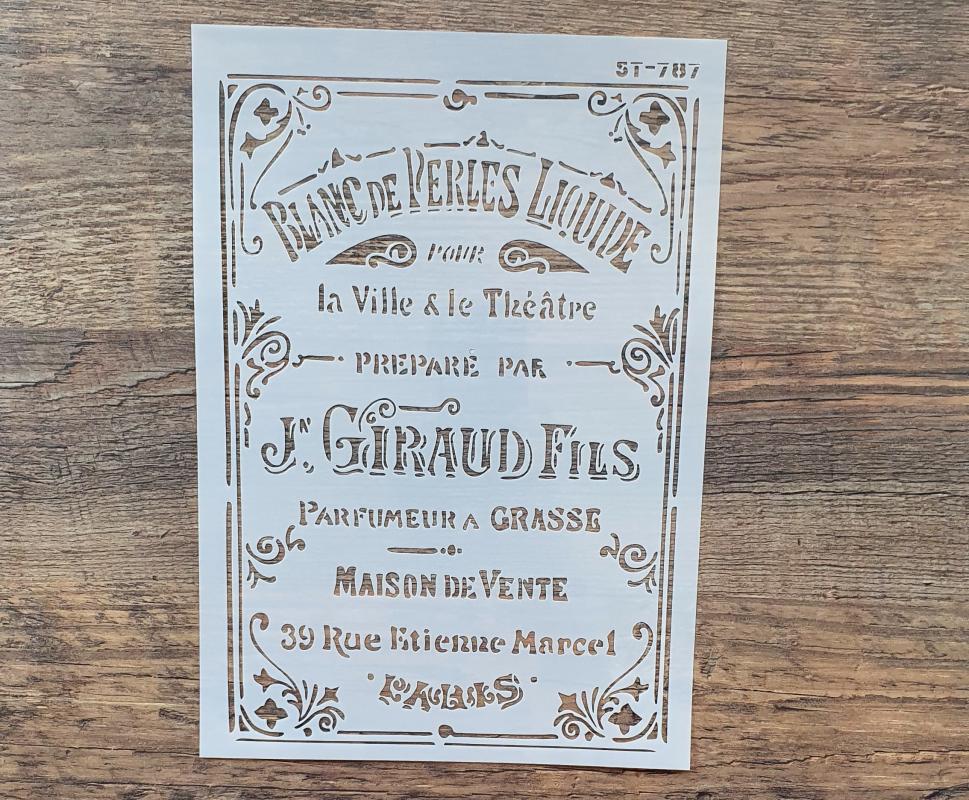 ST-787
BLANC DE PERLES LIQUIDE
POUR
la Ville & le Théâtre
PREPARÉ PAR
JN. GIRAUD FILS
PARFUMEUR A GRASSE
MAISON DE VENTE
39 Rue Etienne Marcel
PARIS